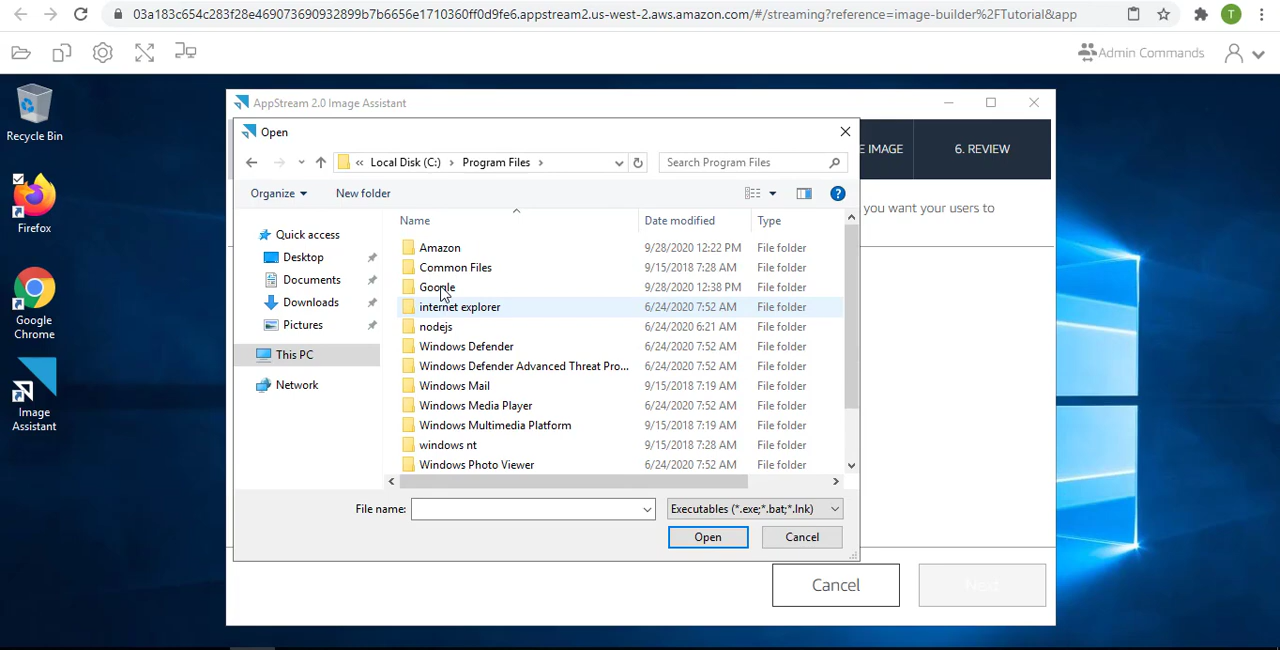 03a183c654c283f28e469073690932899b7b6656e1710360ff0d9fe6.appstream2.us-west-2.aws.amazon.com/#/streaming?reference=image-builder%2FTutorial&app
T
Admin Commands
Recycle Bin
Firefox
Google
Chrome
Image
Assistant
AppStream 2.0 Image Assistant
E IMAGE
6. REVIEW
you want your users to
Open
« Local Disk (C:) > Program Files >
Search Program Files
Organize
New folder
Quick access
Desktop
Documents
Downloads
Pictures
This PC
Network
Name Date modified Type
Amazon 9/28/2020 12:22 PM File folder
Common Files 9/15/2018 7:28 AM File folder
Google 9/28/2020 12:38 PM File folder
internet explorer 6/24/2020 7:52 AM File folder
nodejs 6/24/2020 6:21 AM File folder
Windows Defender 6/24/2020 7:52 AM File folder
Windows Defender Advanced Threat Pro... 6/24/2020 7:52 AM File folder
Windows Mail 9/15/2018 7:19 AM File folder
Windows Media Player 6/24/2020 7:52 AM File folder
Windows Multimedia Platform 9/15/2018 7:19 AM File folder
windows nt 9/15/2018 7:28 AM File folder
Windows Photo Viewer 6/24/2020 7:52 AM File folder
File name:
Executables (*.exe;*.bat;*.lnk)
Open
Cancel
Cancel
Next